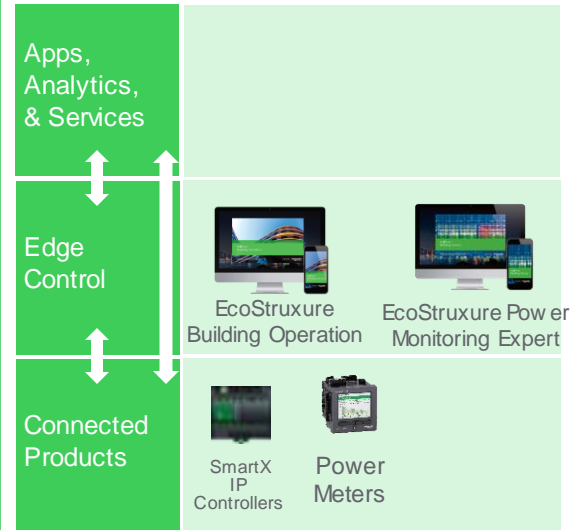 Apps,
Analytics,
& Services
Edge
Control
EcoStruxure
Building Operation
EcoStruxure Power
Monitoring Expert
Connected
Products
SmartX
IP
Controllers
Power
Meters